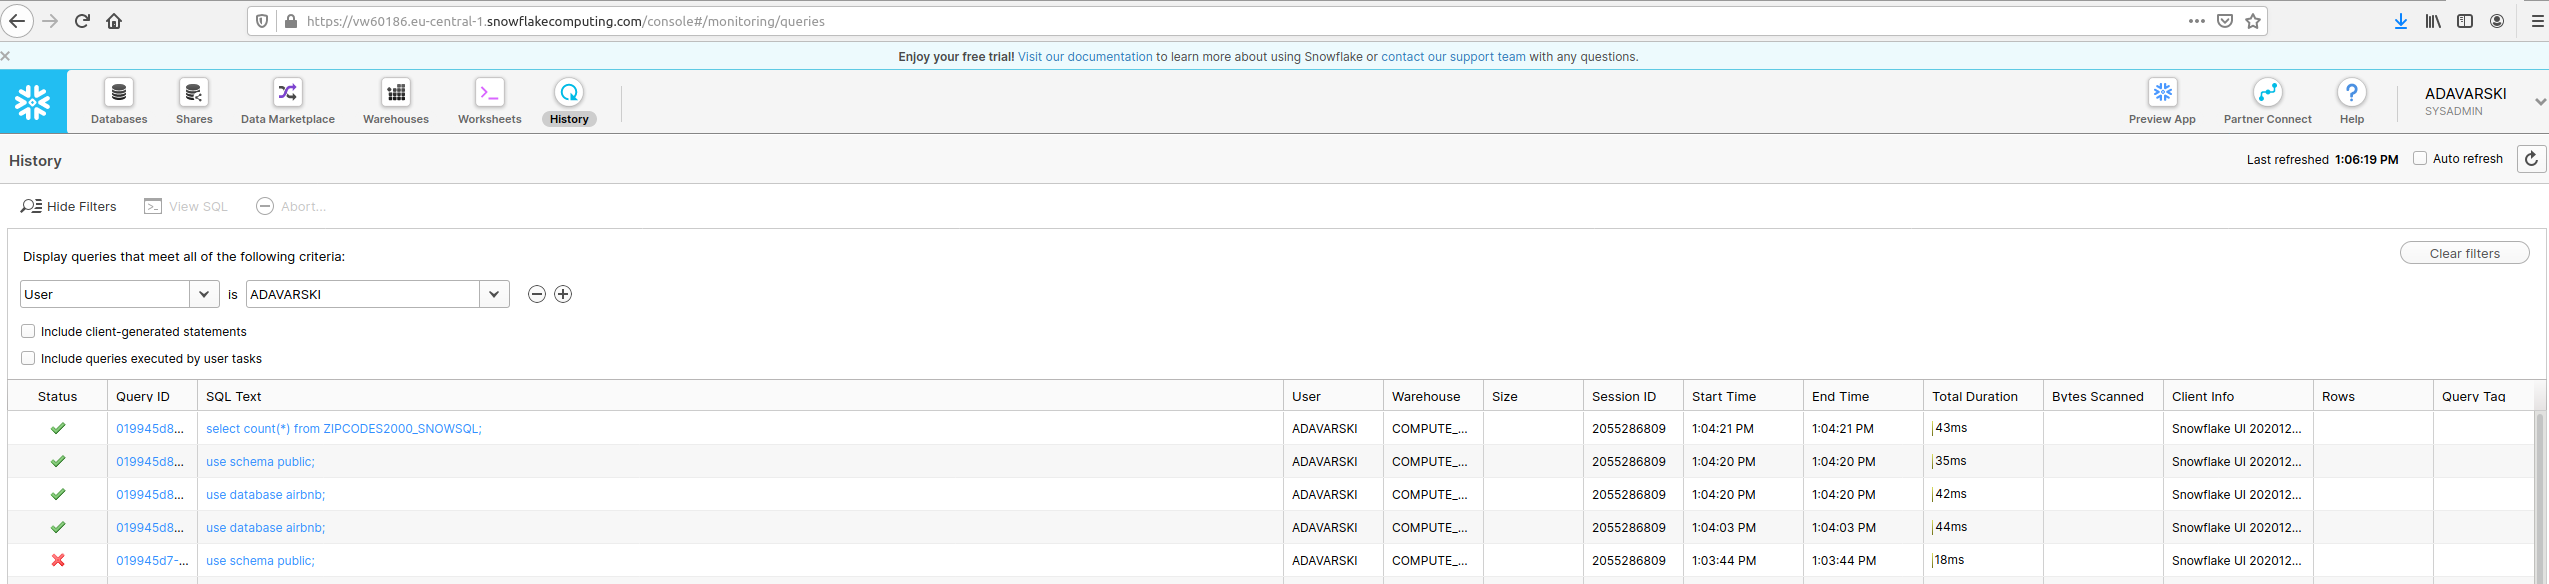 https://vw60186.eu-central-1.snowflakecomputing.com/console#/monitoring/queries
Enjoy your free trial! Visit our documentation to learn more about using Snowflake or contact our support team with any questions.
Databases Shares Data Marketplace Warehouses Worksheets History Preview App Partner Connect Help ADAVARSKI SYSADMIN
History Last refreshed 1:06:19 PM Auto refresh
Hide Filters View SQL Abort...
Display queries that meet all of the following criteria: Clear filters
User is ADAVARSKI
Include client-generated statements
Include queries executed by user tasks
Status Query ID SQL Text User Warehouse Size Session ID Start Time End Time Total Duration Bytes Scanned Client Info Rows Query Tag
019945d8... select count(*) from ZIPCODES2000_SNOWSQL; ADAVARSKI COMPUTE_... 2055286809 1:04:21 PM 1:04:21 PM 43ms Snowflake UI 202012...
019945d8... use schema public; ADAVARSKI COMPUTE_... 2055286809 1:04:20 PM 1:04:20 PM 35ms Snowflake UI 202012...
019945d8... use database airbnb; ADAVARSKI COMPUTE_... 2055286809 1:04:20 PM 1:04:20 PM 42ms Snowflake UI 202012...
019945d8... use database airbnb; ADAVARSKI COMPUTE_... 2055286809 1:04:03 PM 1:04:03 PM 44ms Snowflake UI 202012...
019945d7-... use schema public; ADAVARSKI COMPUTE_... 2055286809 1:03:44 PM 1:03:44 PM 18ms Snowflake UI 202012...